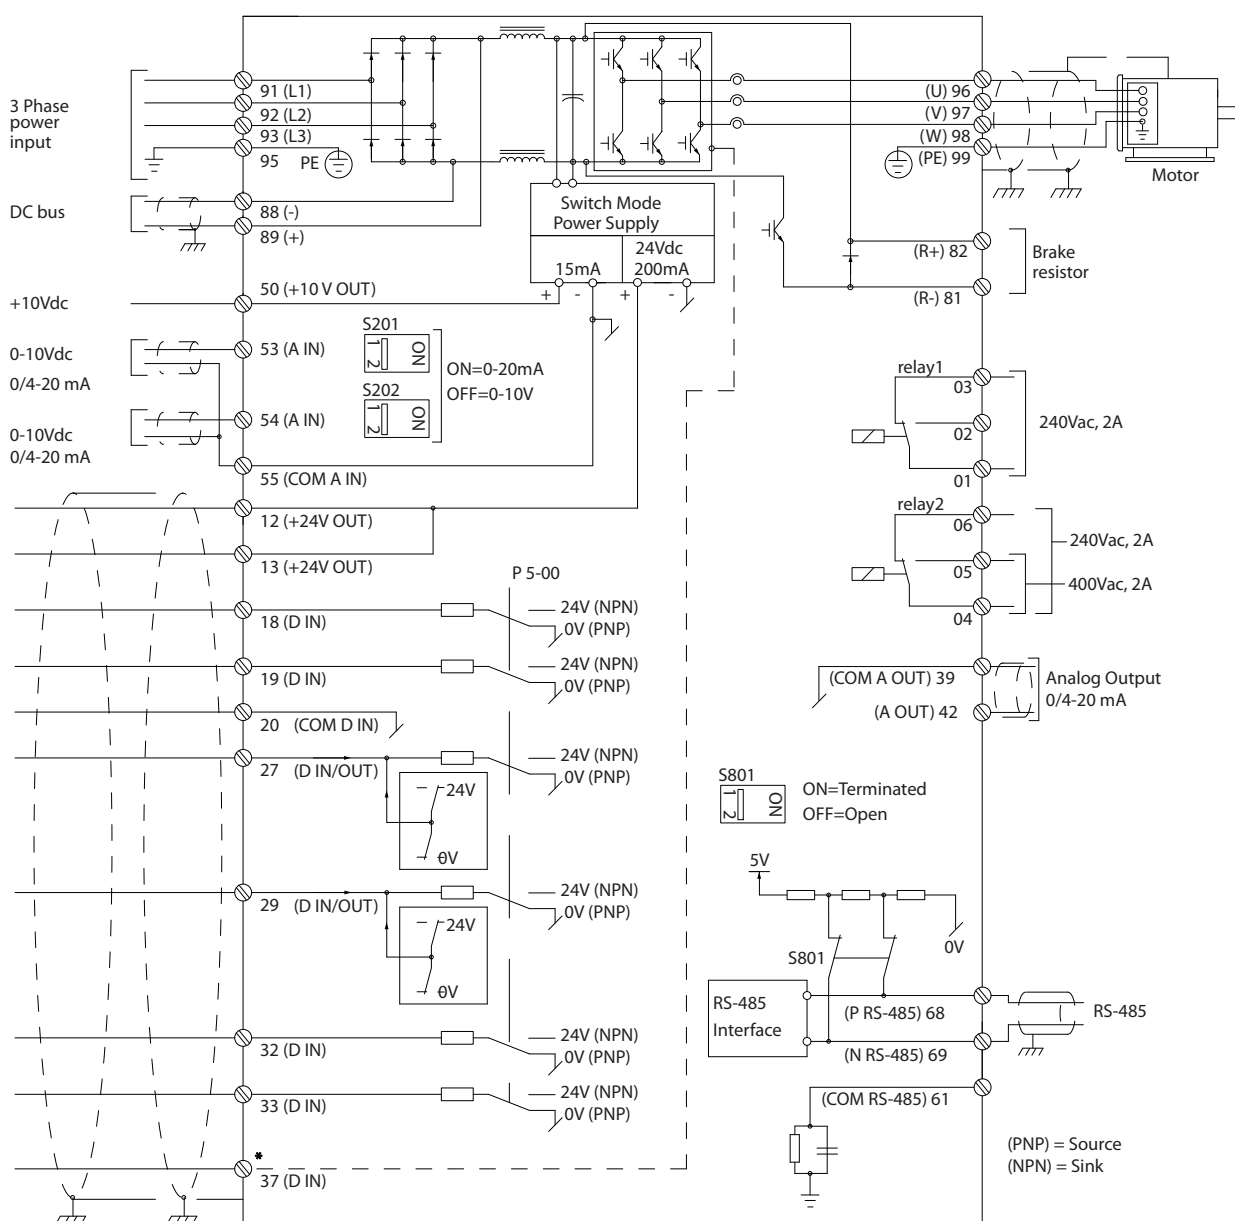 3 Phase
power
input
91 (L1)
92 (L2)
93 (L3)
95
PE
DC bus
88 (-)
89 (+)
Switch Mode
Power Supply
24Vdc
15mA
200mA
+
-
+
-
(U) 96
(V) 97
(W) 98
(PE) 99
Motor
(R+) 82
(R-) 81
Brake
resistor
+10Vdc
50 (+10 V OUT)
0-10Vdc
0/4-20 mA
53 (A IN)
S201
1 2
ON
ON=0-20mA
OFF=0-10V
S202
1 2
ON
0-10Vdc
0/4-20 mA
54 (A IN)
55 (COM A IN)
12 (+24V OUT)
13 (+24V OUT)
relay1
03
02
01
240Vac, 2A
relay2
06
05
04
240Vac, 2A
400Vac, 2A
P 5-00
18 (D IN)
24V (NPN)
0V (PNP)
19 (D IN)
24V (NPN)
0V (PNP)
20 (COM D IN)
27 (D IN/OUT)
24V (NPN)
0V (PNP)
24V
0V
29 (D IN/OUT)
24V (NPN)
0V (PNP)
24V
0V
32 (D IN)
24V (NPN)
0V (PNP)
33 (D IN)
24V (NPN)
0V (PNP)
*
37 (D IN)
(COM A OUT) 39
(A OUT) 42
Analog Output
0/4-20 mA
S801
1 2
ON
ON=Terminated
OFF=Open
5V
0V
S801
RS-485
Interface
(P RS-485) 68
(N RS-485) 69
(COM RS-485) 61
RS-485
(PNP) = Source
(NPN) = Sink